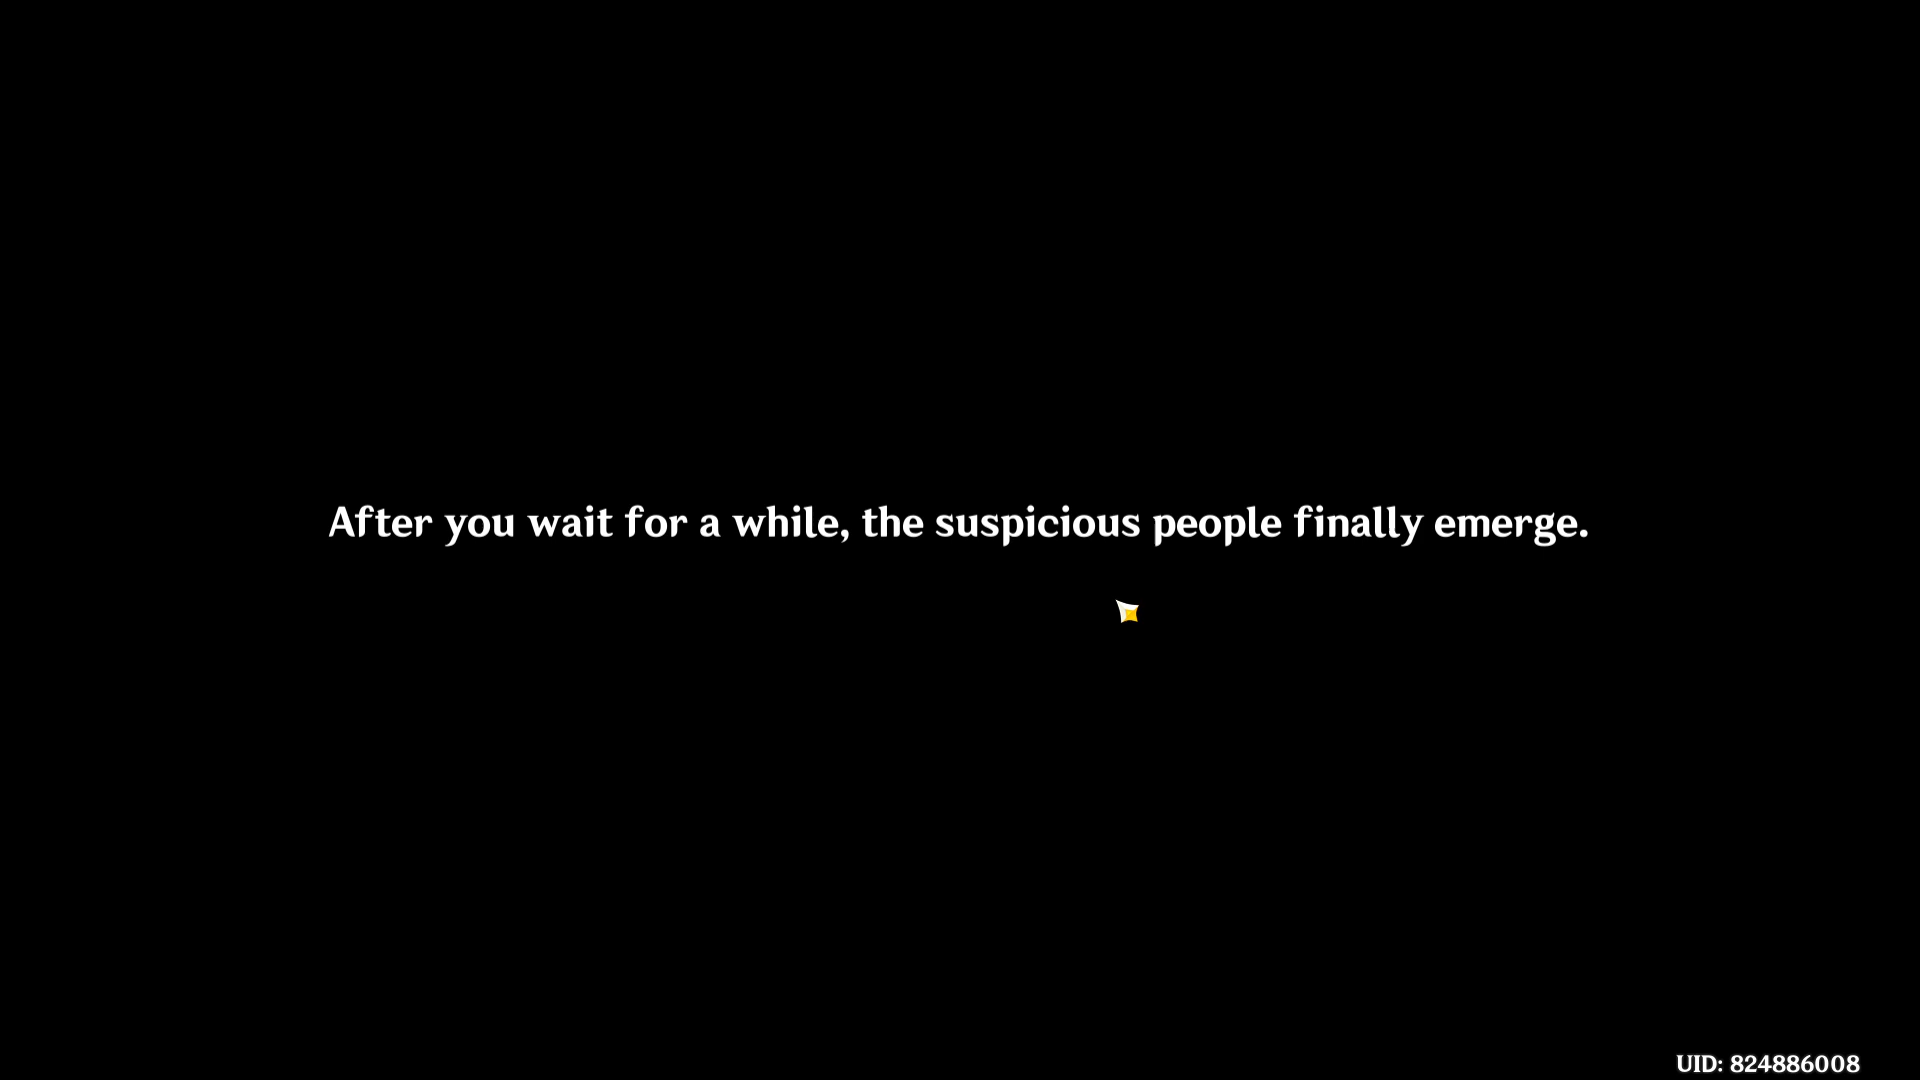 After you wait for a while, the suspicious people finally emerge.
UID: 824886008